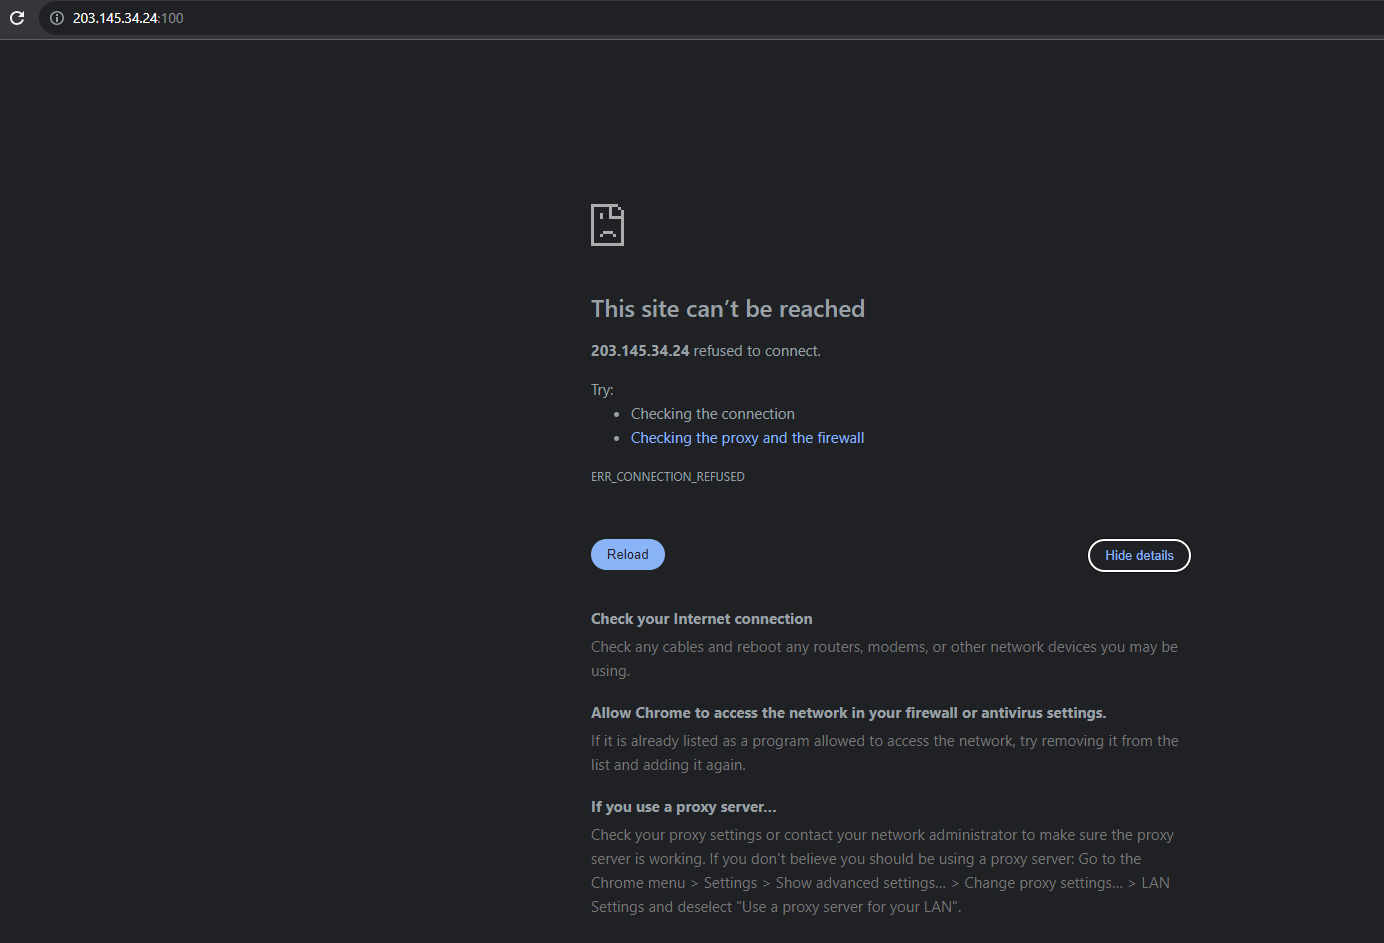 203.145.34.24:100
This site can’t be reached
203.145.34.24 refused to connect.
Try:
• Checking the connection
• Checking the proxy and the firewall
ERR_CONNECTION_REFUSED
Reload
Hide details
Check your Internet connection
Check any cables and reboot any routers, modems, or other network devices you may be
using.
Allow Chrome to access the network in your firewall or antivirus settings.
If it is already listed as a program allowed to access the network, try removing it from the
list and adding it again.
If you use a proxy server…
Check your proxy settings or contact your network administrator to make sure the proxy
server is working. If you don't believe you should be using a proxy server: Go to the
Chrome menu > Settings > Show advanced settings… > Change proxy settings… > LAN
Settings and deselect "Use a proxy server for your LAN".